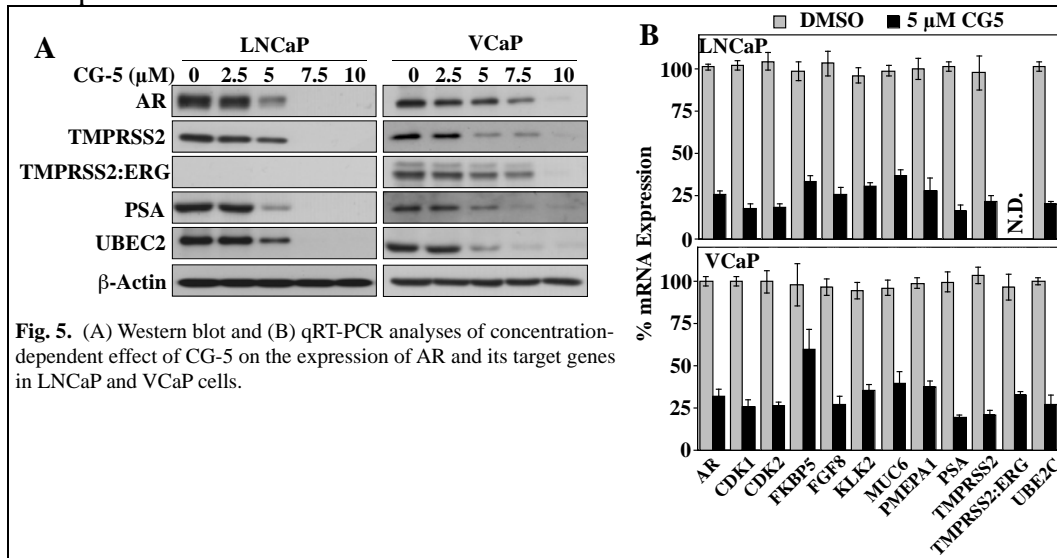 A
LNCaP
VCaP
CG-5 (μM)
0 2.5 5 7.5 10
0 2.5 5 7.5 10
AR
TMPRSS2
TMPRSS2:ERG
PSA
UBEC2
β-Actin
Fig. 5. (A) Western blot and (B) qRT-PCR analyses of concentration-
dependent effect of CG-5 on the expression of AR and its target genes
in LNCaP and VCaP cells.
B
DMSO
5 μM CG5
LNCaP
100
75
50
25
0
N.D.
% mRNA Expression
VCaP
100
75
50
25
0
AR
CDK1
CDK2
FKBP5
FGF8
KLK2
MUC6
PMEPA1
PSA
TMPRSS2
TMPRSS2:ERG
UBE2C